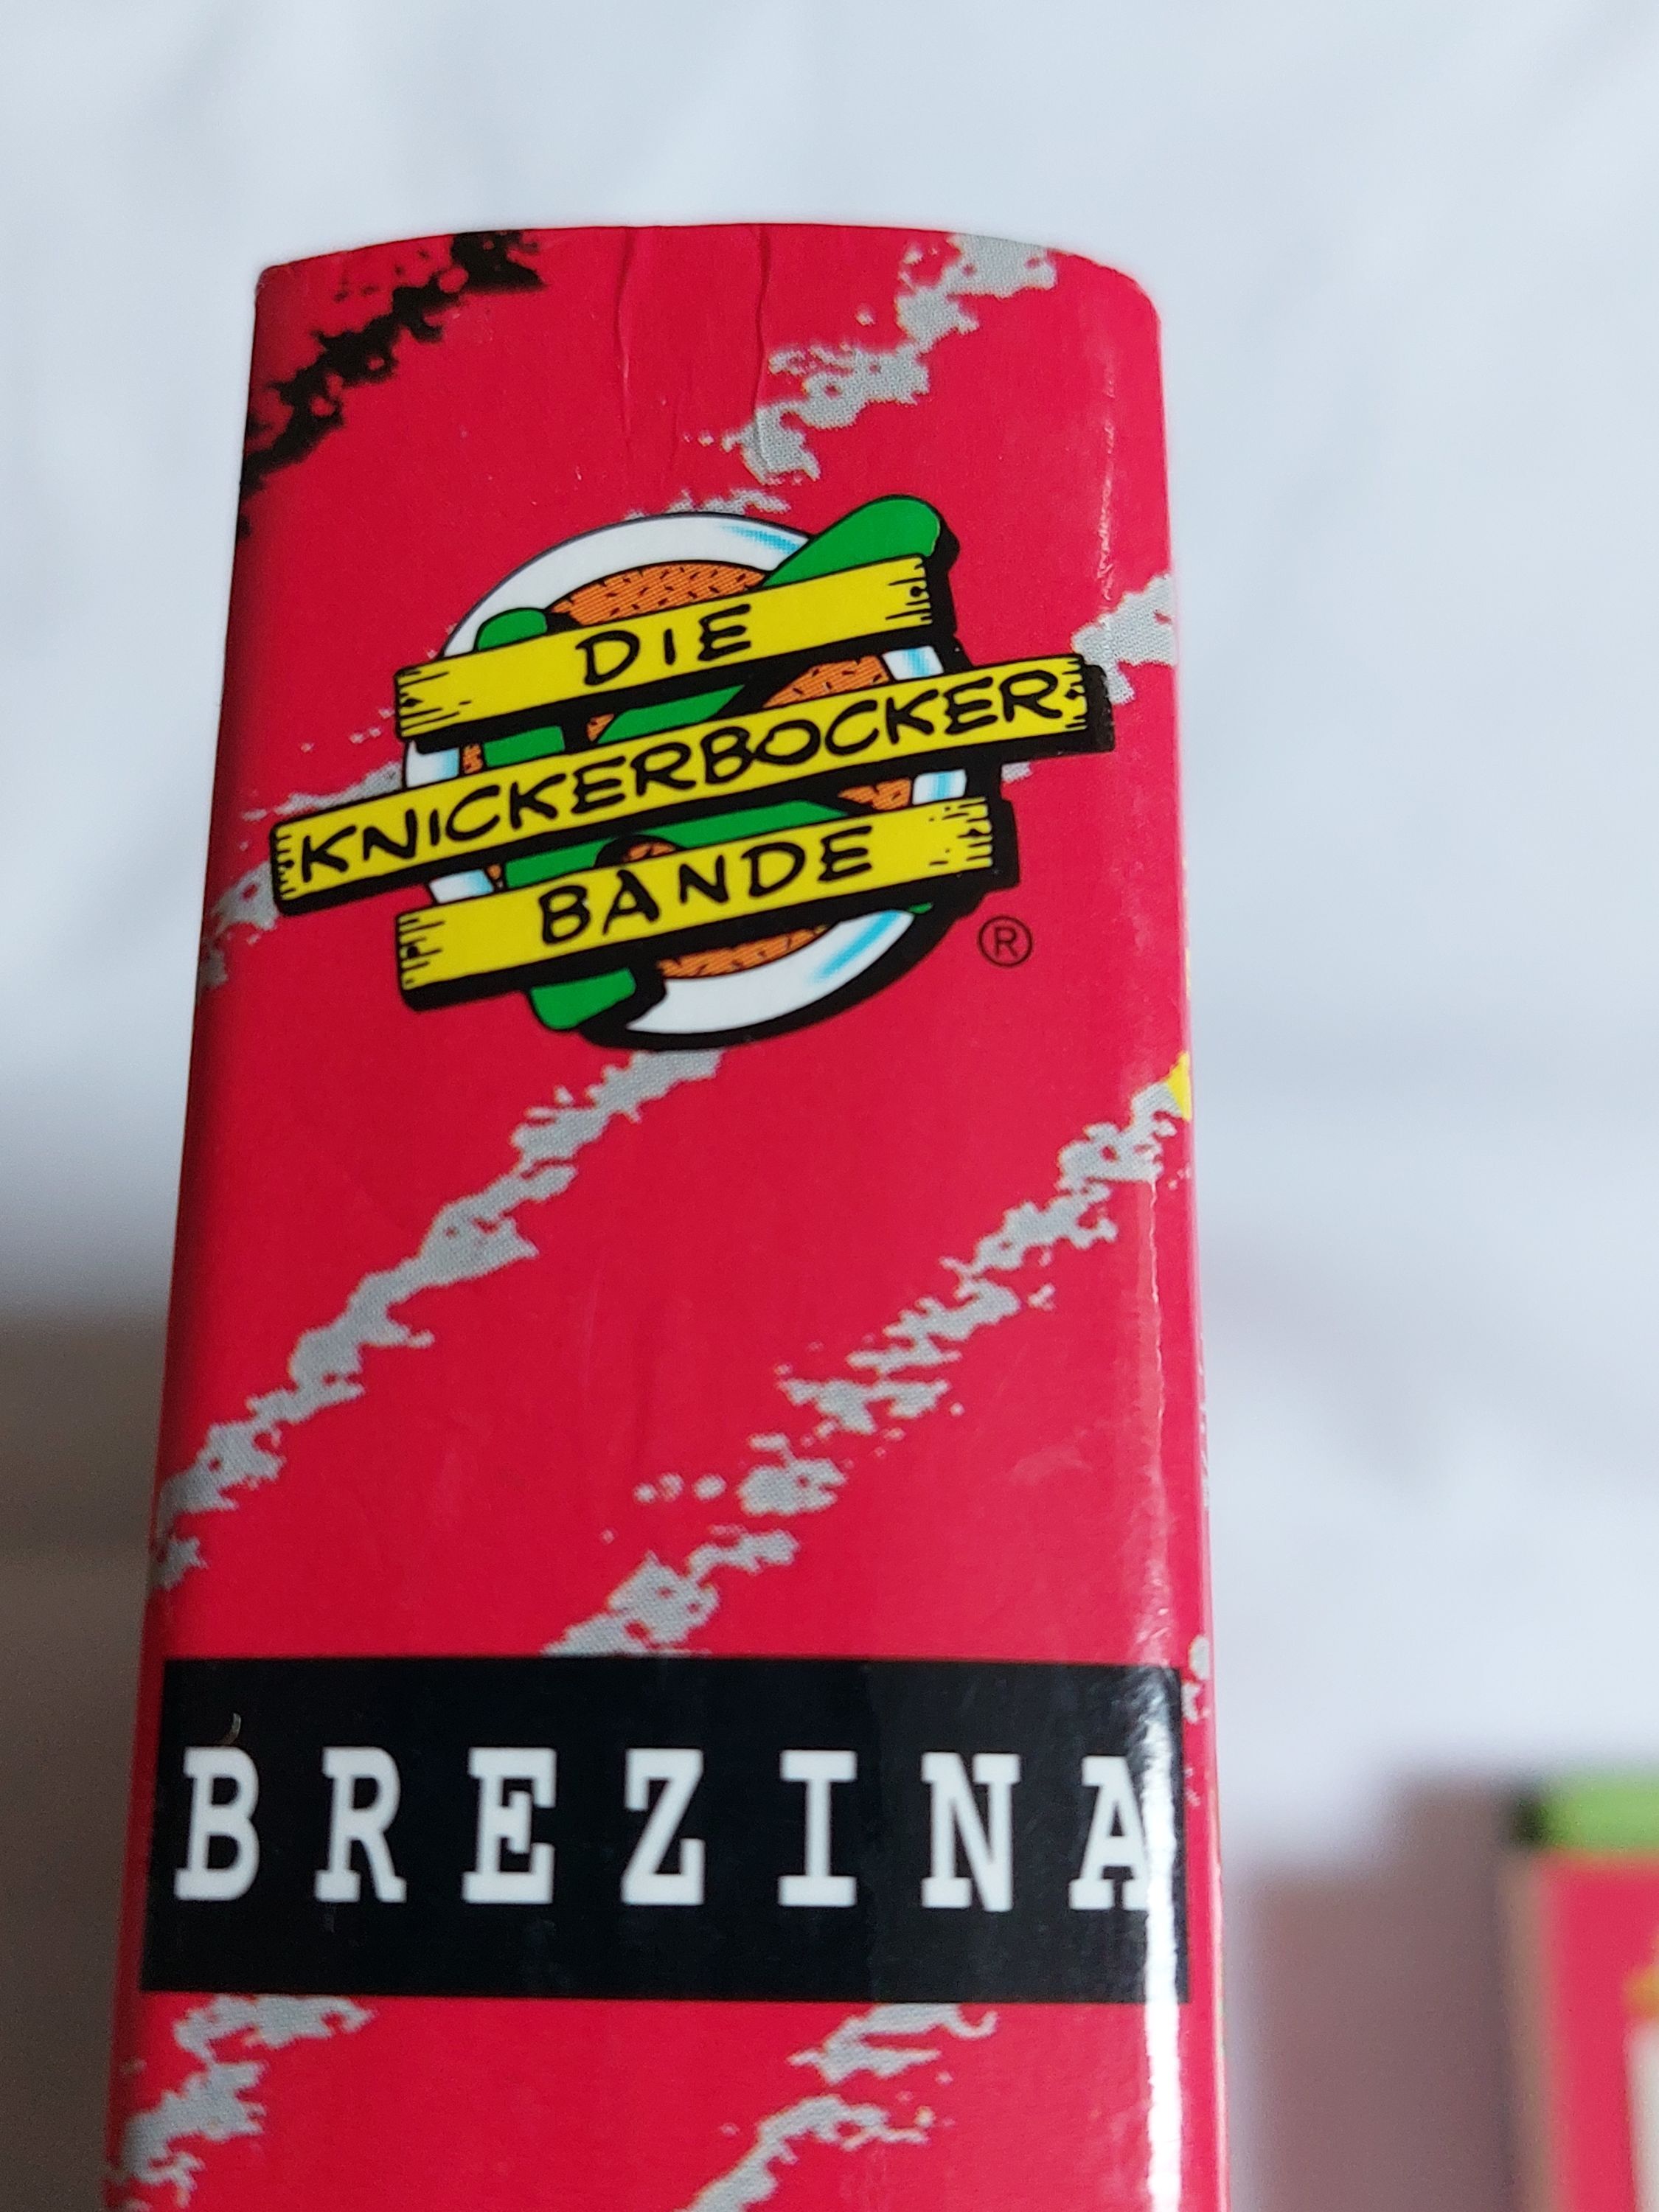 DIE
KNICKERBOCKER
BANDE
®
BREZINA